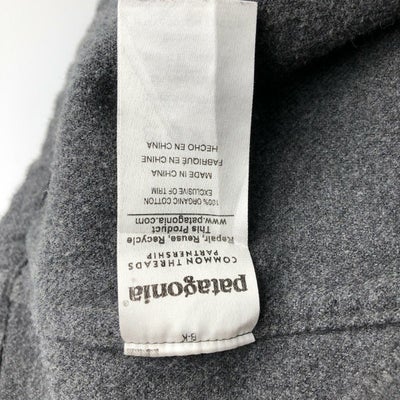 patagonia®
COMMON THREADS
PARTNERSHIP
Repair, Reuse, Recycle
This Product
www.patagonia.com
100% ORGANIC COTTON
EXCLUSIVE OF TRIM
MADE IN CHINA
FABRIQUÉ EN CHINE
HECHO EN CHINA